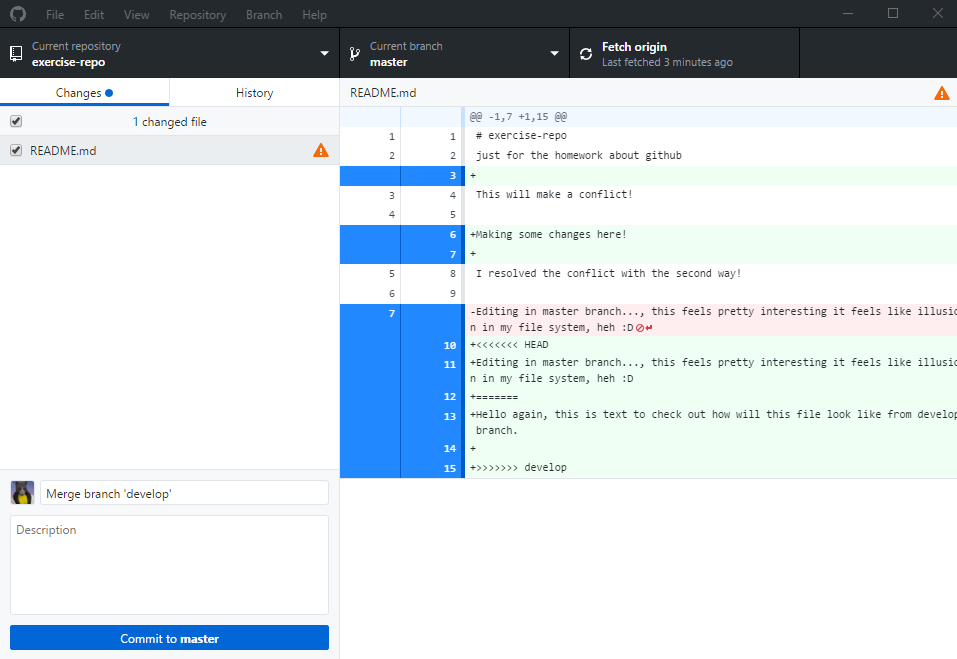 File Edit View Repository Branch Help
Current repository
exercise-repo
Current branch
master
Fetch origin
Last fetched 3 minutes ago
Changes
History
1 changed file
README.md
Merge branch 'develop'
Description
Commit to master
README.md
@@ -1,7 +1,15 @@
1 1 # exercise-repo
2 2 just for the homework about github
3 +
3 4 This will make a conflict!
4 5
6 +Making some changes here!
7 +
5 8 I resolved the conflict with the second way!
6 9
7 -Editing in master branch..., this feels pretty interesting it feels like illusio
n in my file system, heh :D
10 +<<<<<<< HEAD
11 +Editing in master branch..., this feels pretty interesting it feels like illusio
n in my file system, heh :D
12 +=======
13 +Hello again, this is text to check out how will this file look like from develop
branch.
14 +
15 +>>>>>>> develop